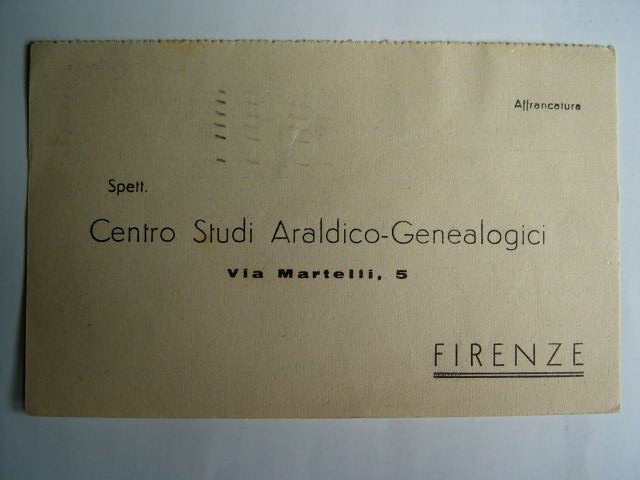 Affrancatura
Spett.
Centro Studi Araldico-Genealogici
Via Martelli, 5
FIRENZE